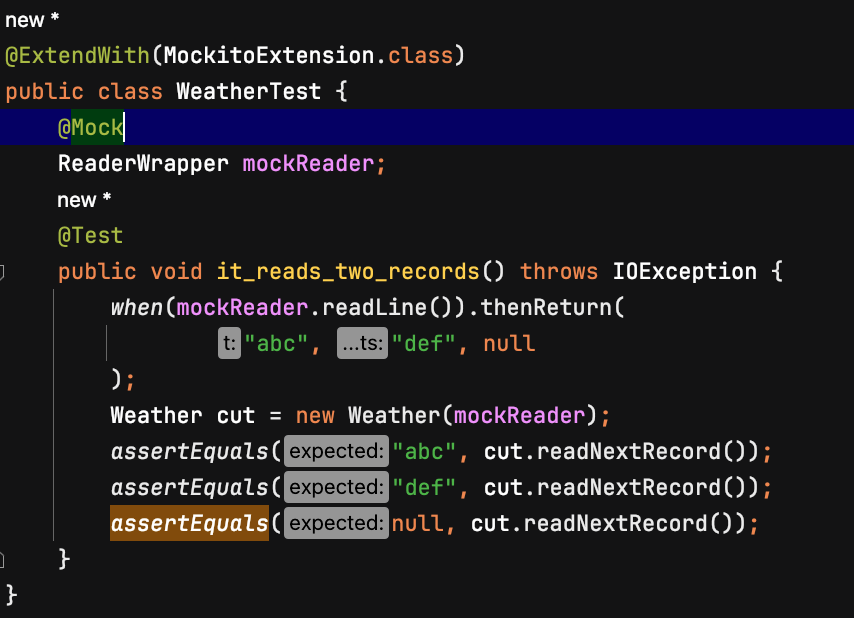 new *
@ExtendWith(MockitoExtension.class)
public class WeatherTest {
@Mock
ReaderWrapper mockReader;
new *
@Test
public void it_reads_two_records() throws IOException {
when(mockReader.readLine()).thenReturn(
t: "abc", ...ts: "def", null
);
Weather cut = new Weather(mockReader);
assertEquals( expected: "abc", cut.readNextRecord());
assertEquals( expected: "def", cut.readNextRecord());
assertEquals( expected: null, cut.readNextRecord());
}
}